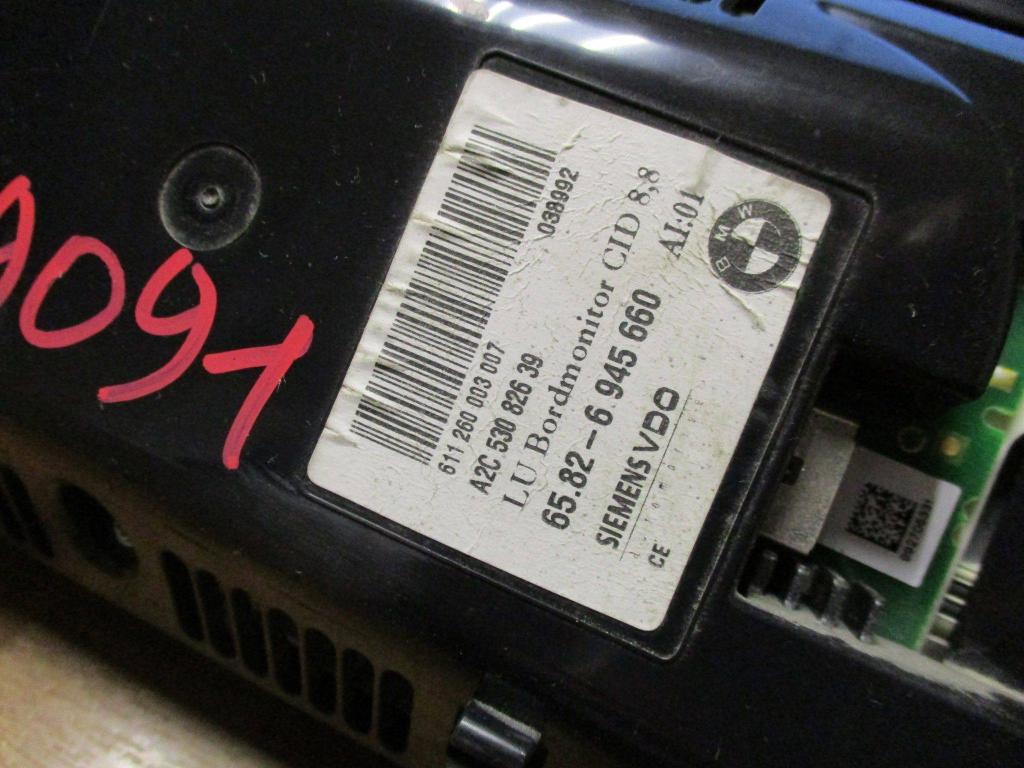 038992
611 260 003 007
A2C 530 826 39
LU Bordmonitor CID 8,8
65.82-6 945 660
AI:01
SIEMENS VDO
CE
BMW